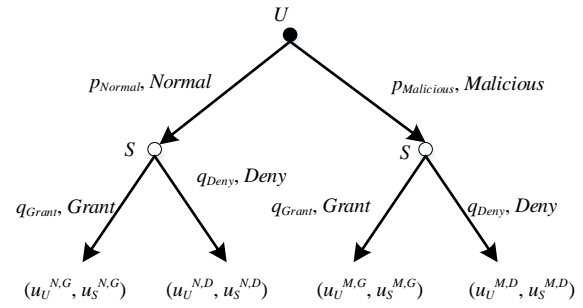 U
p_Normal, Normal
p_Malicious, Malicious
S
S
q_Grant, Grant
q_Deny, Deny
q_Grant, Grant
q_Deny, Deny
(u_U^{N,G}, u_S^{N,G})
(u_U^{N,D}, u_S^{N,D})
(u_U^{M,G}, u_S^{M,G})
(u_U^{M,D}, u_S^{M,D})